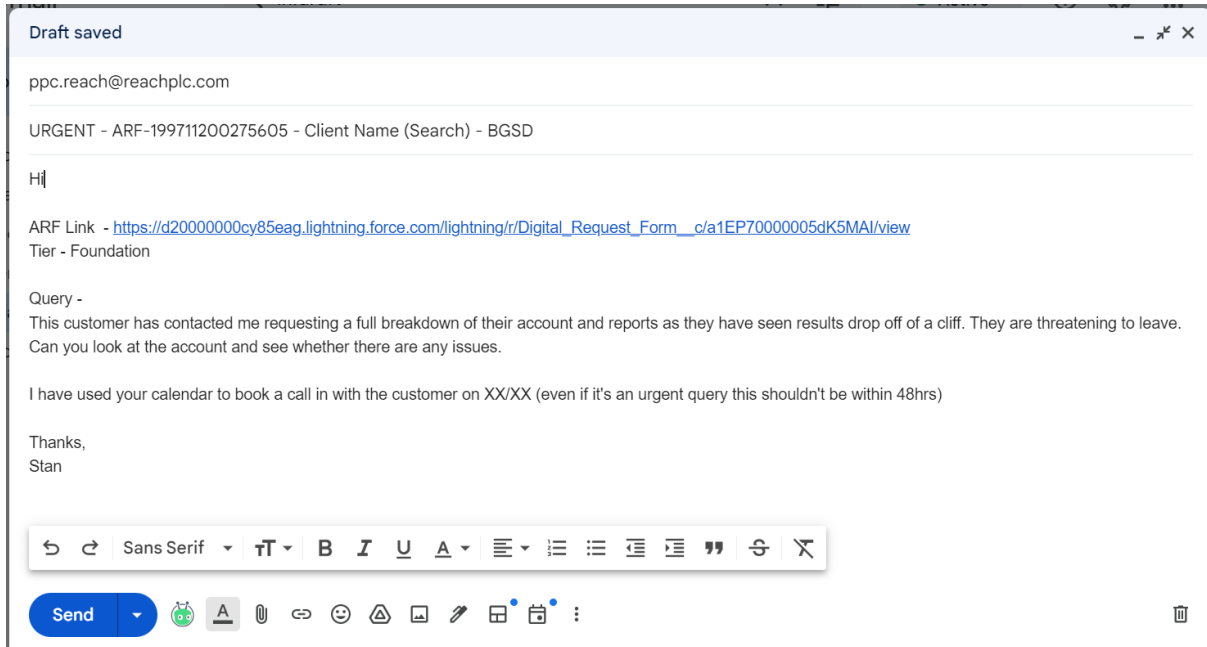 Draft saved
ppc.reach@reachplc.com
URGENT - ARF-199711200275605 - Client Name (Search) - BGSD
Hi
ARF Link - https://d20000000cy85eag.lightning.force.com/lightning/r/Digital_Request_Form__c/a1EP70000005dK5MAI/view
Tier - Foundation
Query -
This customer has contacted me requesting a full breakdown of their account and reports as they have seen results drop off of a cliff. They are threatening to leave.
Can you look at the account and see whether there are any issues.
I have used your calendar to book a call in with the customer on XX/XX (even if it's an urgent query this shouldn't be within 48hrs)
Thanks,
Stan
Sans Serif
Send